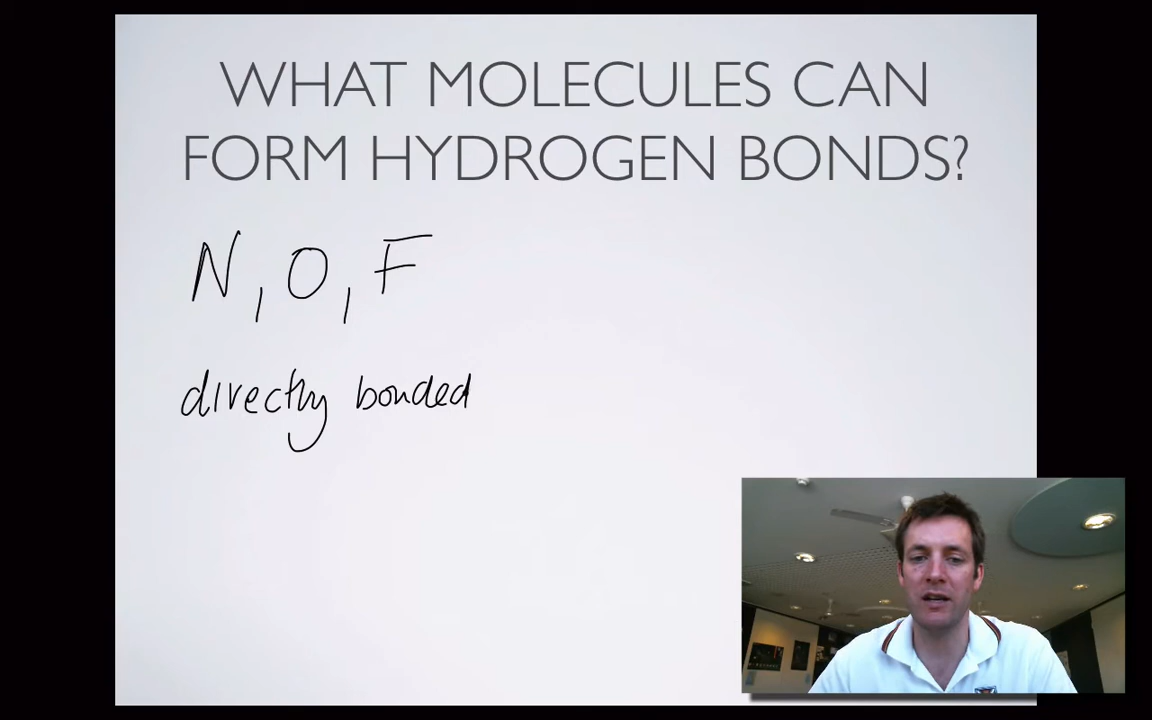 WHAT MOLECULES CAN
FORM HYDROGEN BONDS?
N, O, F
directly bonded